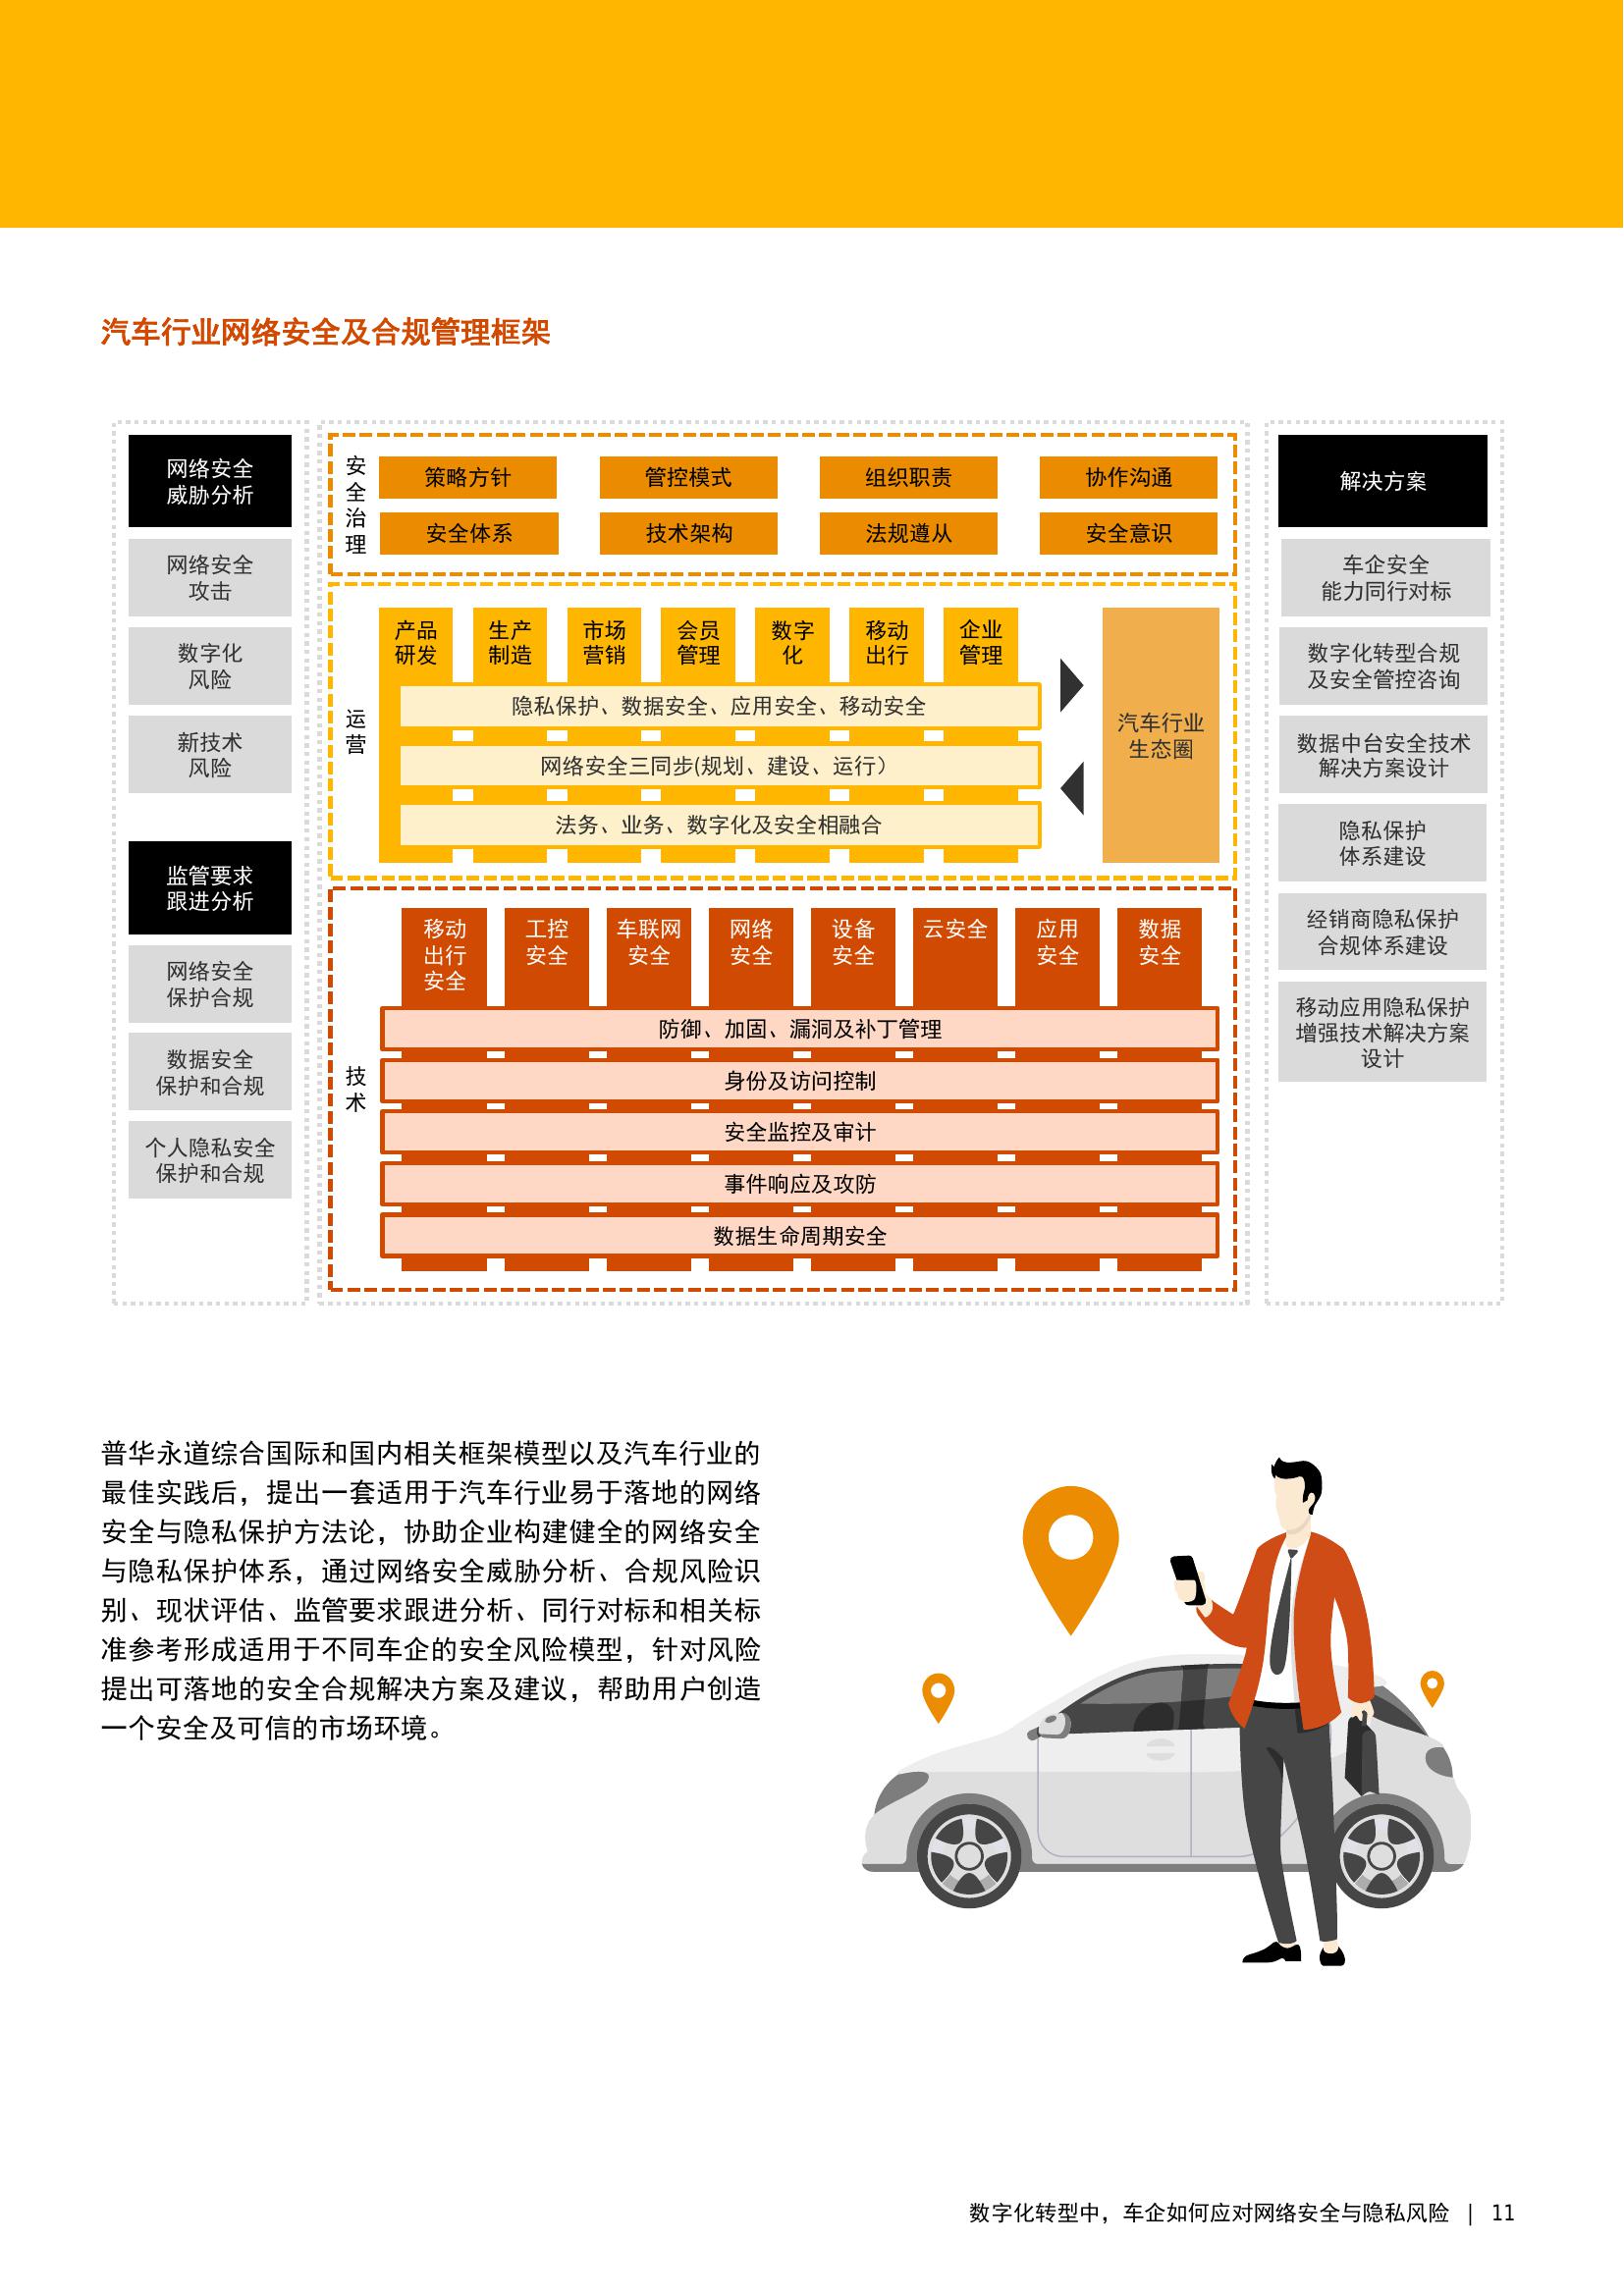 汽车行业网络安全及合规管理框架
网络安全
威胁分析
网络安全
攻击
数字化
风险
新技术
风险
监管要求
跟进分析
网络安全
保护合规
数据安全
保护和合规
个人隐私安全
保护和合规
安全治理
策略方针
管控模式
组织职责
协作沟通
安全体系
技术架构
法规遵从
安全意识
运营
产品
研发
生产
制造
市场
营销
会员
管理
数字
化
移动
出行
企业
管理
隐私保护、数据安全、应用安全、移动安全
网络安全三同步(规划、建设、运行）
法务、业务、数字化及安全相融合
汽车行业
生态圈
技术
移动
出行
安全
工控
安全
车联网
安全
网络
安全
设备
安全
云安全
应用
安全
数据
安全
防御、加固、漏洞及补丁管理
身份及访问控制
安全监控及审计
事件响应及攻防
数据生命周期安全
解决方案
车企安全
能力同行对标
数字化转型合规
及安全管控咨询
数据中台安全技术
解决方案设计
隐私保护
体系建设
经销商隐私保护
合规体系建设
移动应用隐私保护
增强技术解决方案
设计
普华永道综合国际和国内相关框架模型以及汽车行业的
最佳实践后，提出一套适用于汽车行业易于落地的网络
安全与隐私保护方法论，协助企业构建健全的网络安全
与隐私保护体系，通过网络安全威胁分析、合规风险识
别、现状评估、监管要求跟进分析、同行对标和相关标
准参考形成适用于不同车企的安全风险模型，针对风险
提出可落地的安全合规解决方案及建议，帮助用户创造
一个安全及可信的市场环境。
数字化转型中，车企如何应对网络安全与隐私风险 | 11